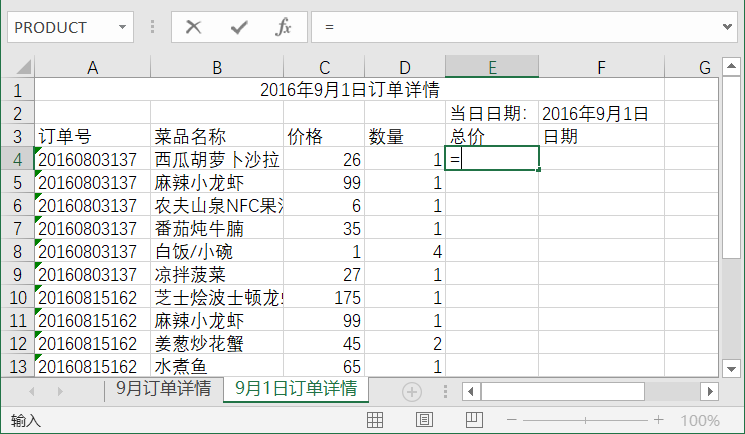 PRODUCT fx =
A B C D E F G
1 2016年9月1日订单详情
2 当日日期： 2016年9月1日
3 订单号 菜品名称 价格 数量 总价 日期
4 20160803137 西瓜胡萝卜沙拉 26 1 =
5 20160803137 麻辣小龙虾 99 1
6 20160803137 农夫山泉NFC果 6 1
7 20160803137 番茄炖牛腩 35 1
8 20160803137 白饭/小碗 1 4
9 20160803137 凉拌菠菜 27 1
10 20160815162 芝士烩波士顿龙 175 1
11 20160815162 麻辣小龙虾 99 1
12 20160815162 姜葱炒花蟹 45 2
13 20160815162 水煮鱼 65 1
9月订单详情 9月1日订单详情
输入 100%